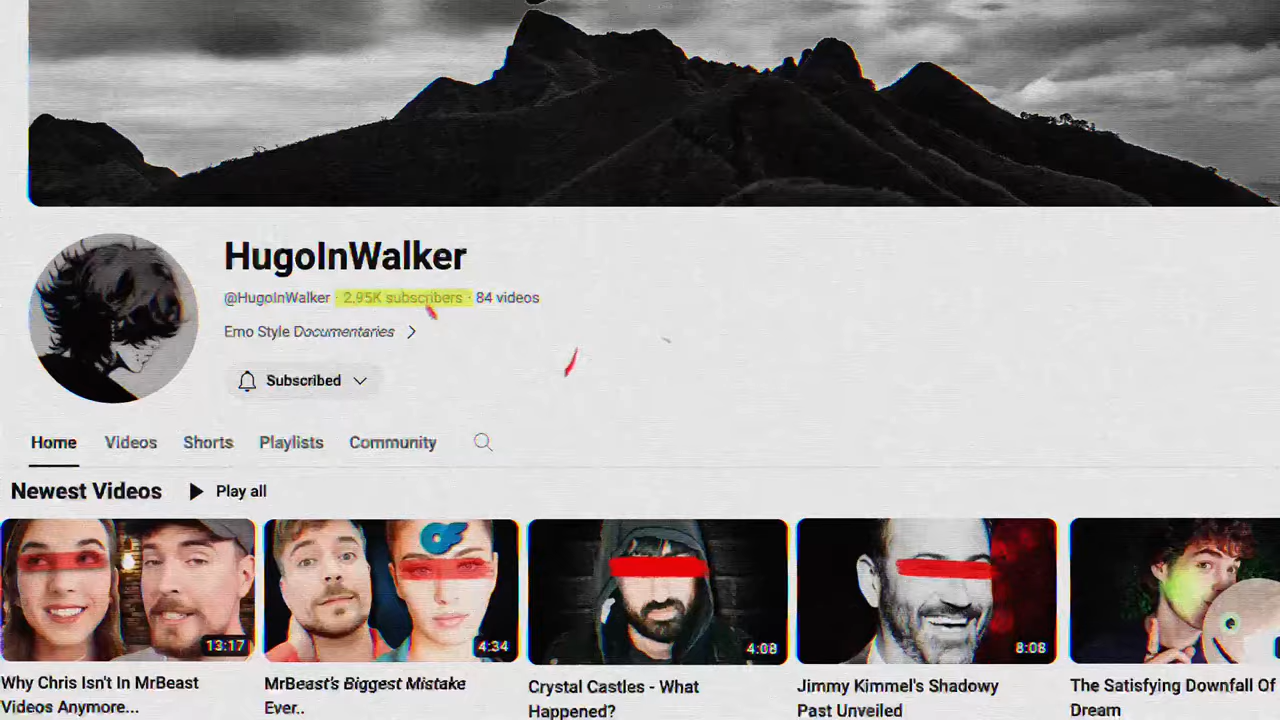 HugoInWalker
@HugoInWalker · 2.95K subscribers · 84 videos
Emo Style Documentaries
Subscribed
Home Videos Shorts Playlists Community
Newest Videos Play all
13:17 4:34 4:08 8:08
Why Chris Isn't In MrBeast
Videos Anymore...
MrBeast's Biggest Mistake
Ever..
Crystal Castles - What
Happened?
Jimmy Kimmel's Shadowy
Past Unveiled
The Satisfying Downfall Of
Dream